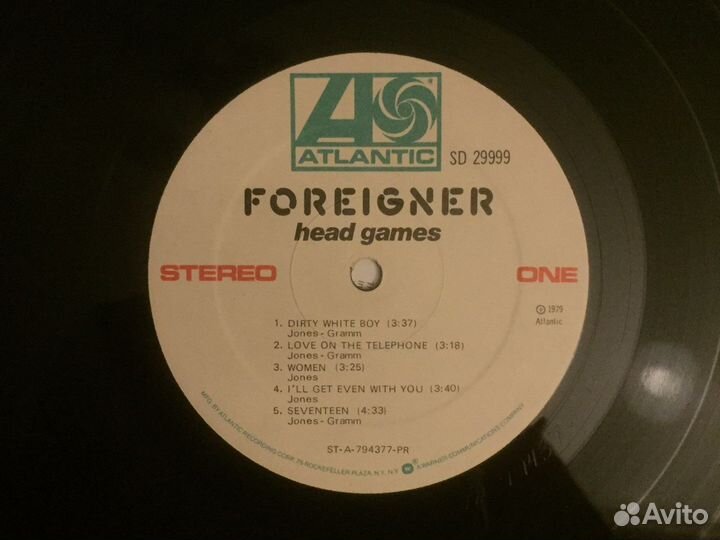 ATLANTIC
SD 29999
FOREIGNER
head games
STEREO
ONE
℗ 1979
Atlantic
1. DIRTY WHITE BOY (3:37)
Jones-Gramm
2. LOVE ON THE TELEPHONE (3:18)
Jones-Gramm
3. WOMEN (3:25)
Jones
4. I'LL GET EVEN WITH YOU (3:40)
Jones
5. SEVENTEEN (4:33)
Jones-Gramm
ST-A-794377-PR
MFG. BY ATLANTIC RECORDING CORP. 75 ROCKEFELLER PLAZA, N.Y., N.Y. A WARNER COMMUNICATIONS COMPANY
Avito